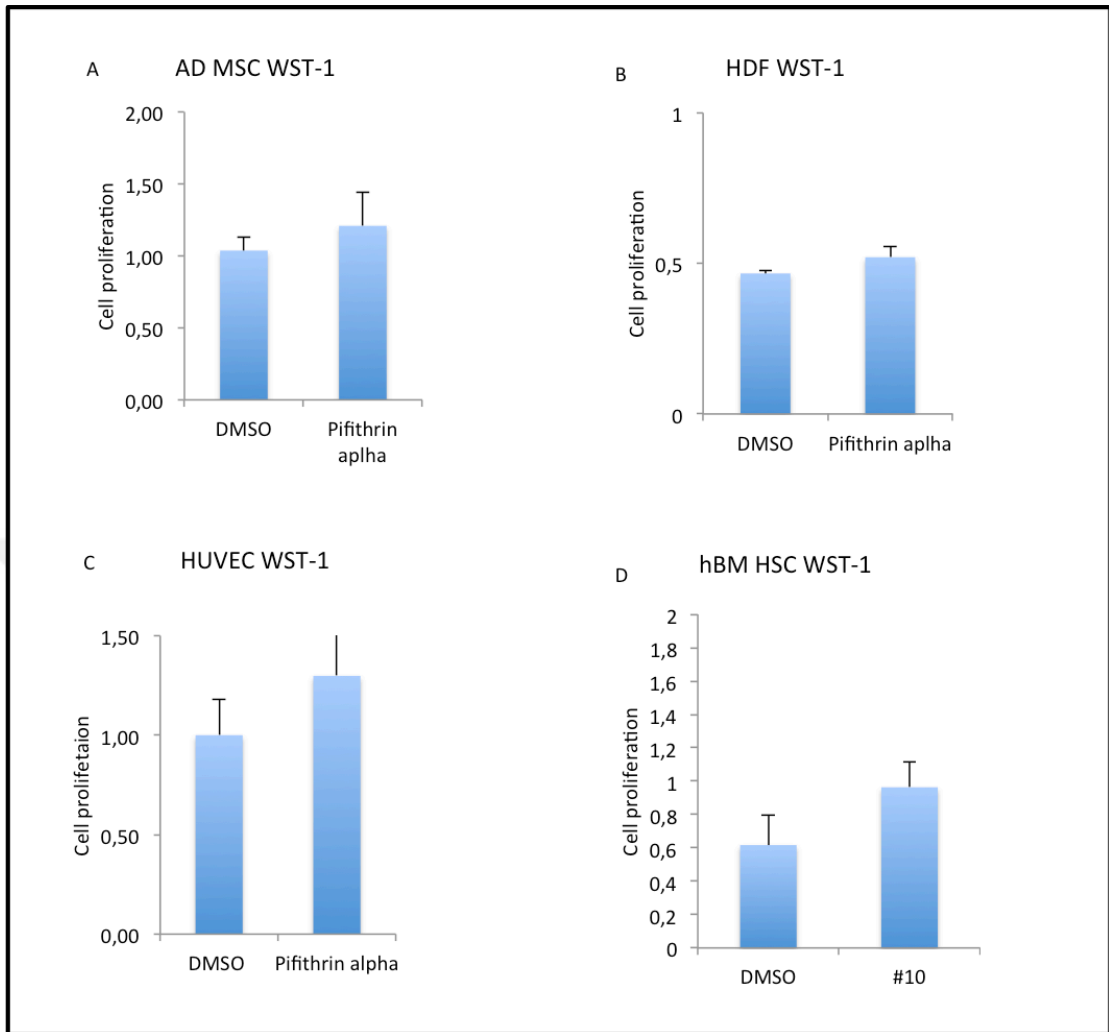 A
AD MSC WST-1
Cell proliferation
2,00
1,50
1,00
0,50
0,00
DMSO
Pifithrin
aplha
B
HDF WST-1
Cell proliferation
1
0,5
0
DMSO
Pifithrin aplha
C
HUVEC WST-1
Cell prolifetaion
1,50
1,00
0,50
0,00
DMSO
Pifithrin alpha
D
hBM HSC WST-1
Cell proliferation
2
1,8
1,6
1,4
1,2
1
0,8
0,6
0,4
0,2
0
DMSO
#10